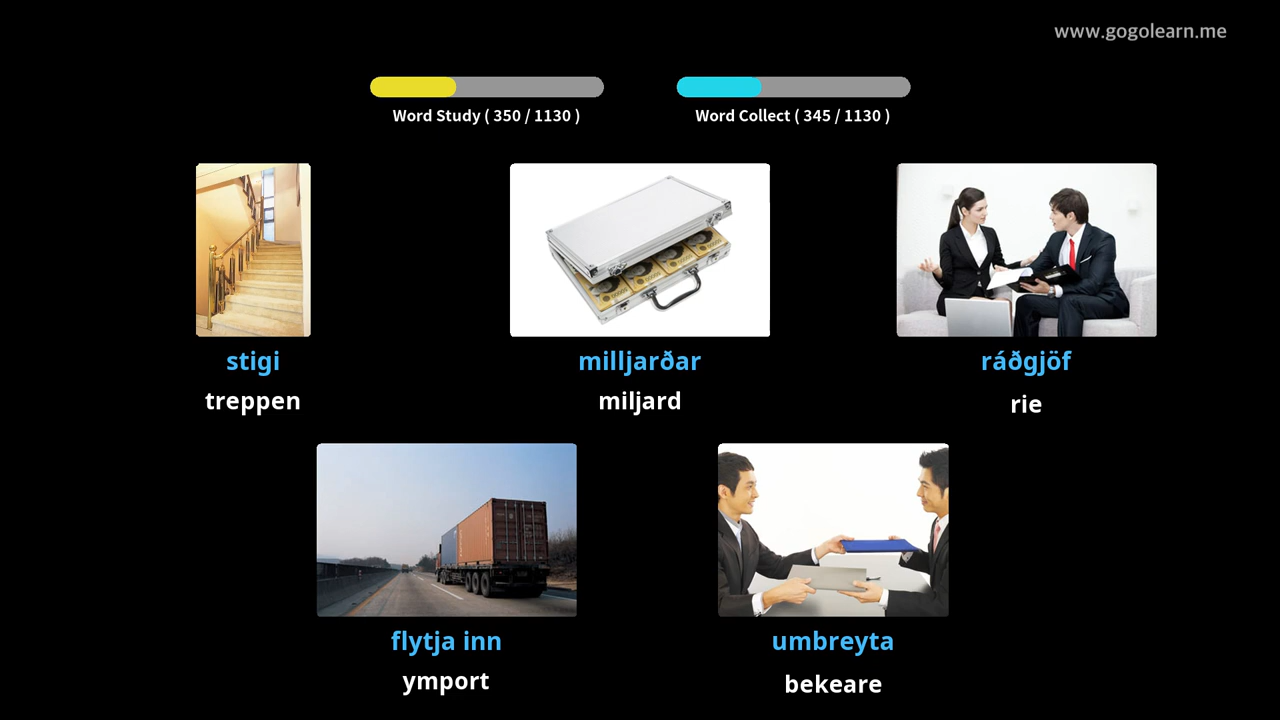 www.gogolearn.me
Word Study ( 350 / 1130 )
Word Collect ( 345 / 1130 )
stigi
treppen
milljarðar
miljard
ráðgjöf
rie
flytja inn
ymport
umbreyta
bekeare